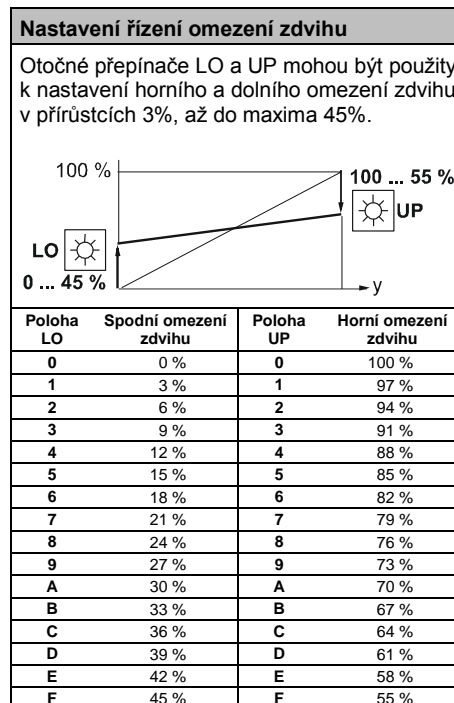 Nastavení řízení omezení zdvihu
Otočné přepínače LO a UP mohou být použity
k nastavení horního a dolního omezení zdvihu
v přírůstcích 3%, až do maxima 45%.
100 %
100 ... 55 %
UP
LO
0 ... 45 %
y
Poloha LO Spodní omezení zdvihu Poloha UP Horní omezení zdvihu
0 0 % 0 100 %
1 3 % 1 97 %
2 6 % 2 94 %
3 9 % 3 91 %
4 12 % 4 88 %
5 15 % 5 85 %
6 18 % 6 82 %
7 21 % 7 79 %
8 24 % 8 76 %
9 27 % 9 73 %
A 30 % A 70 %
B 33 % B 67 %
C 36 % C 64 %
D 39 % D 61 %
E 42 % E 58 %
F 45 % F 55 %